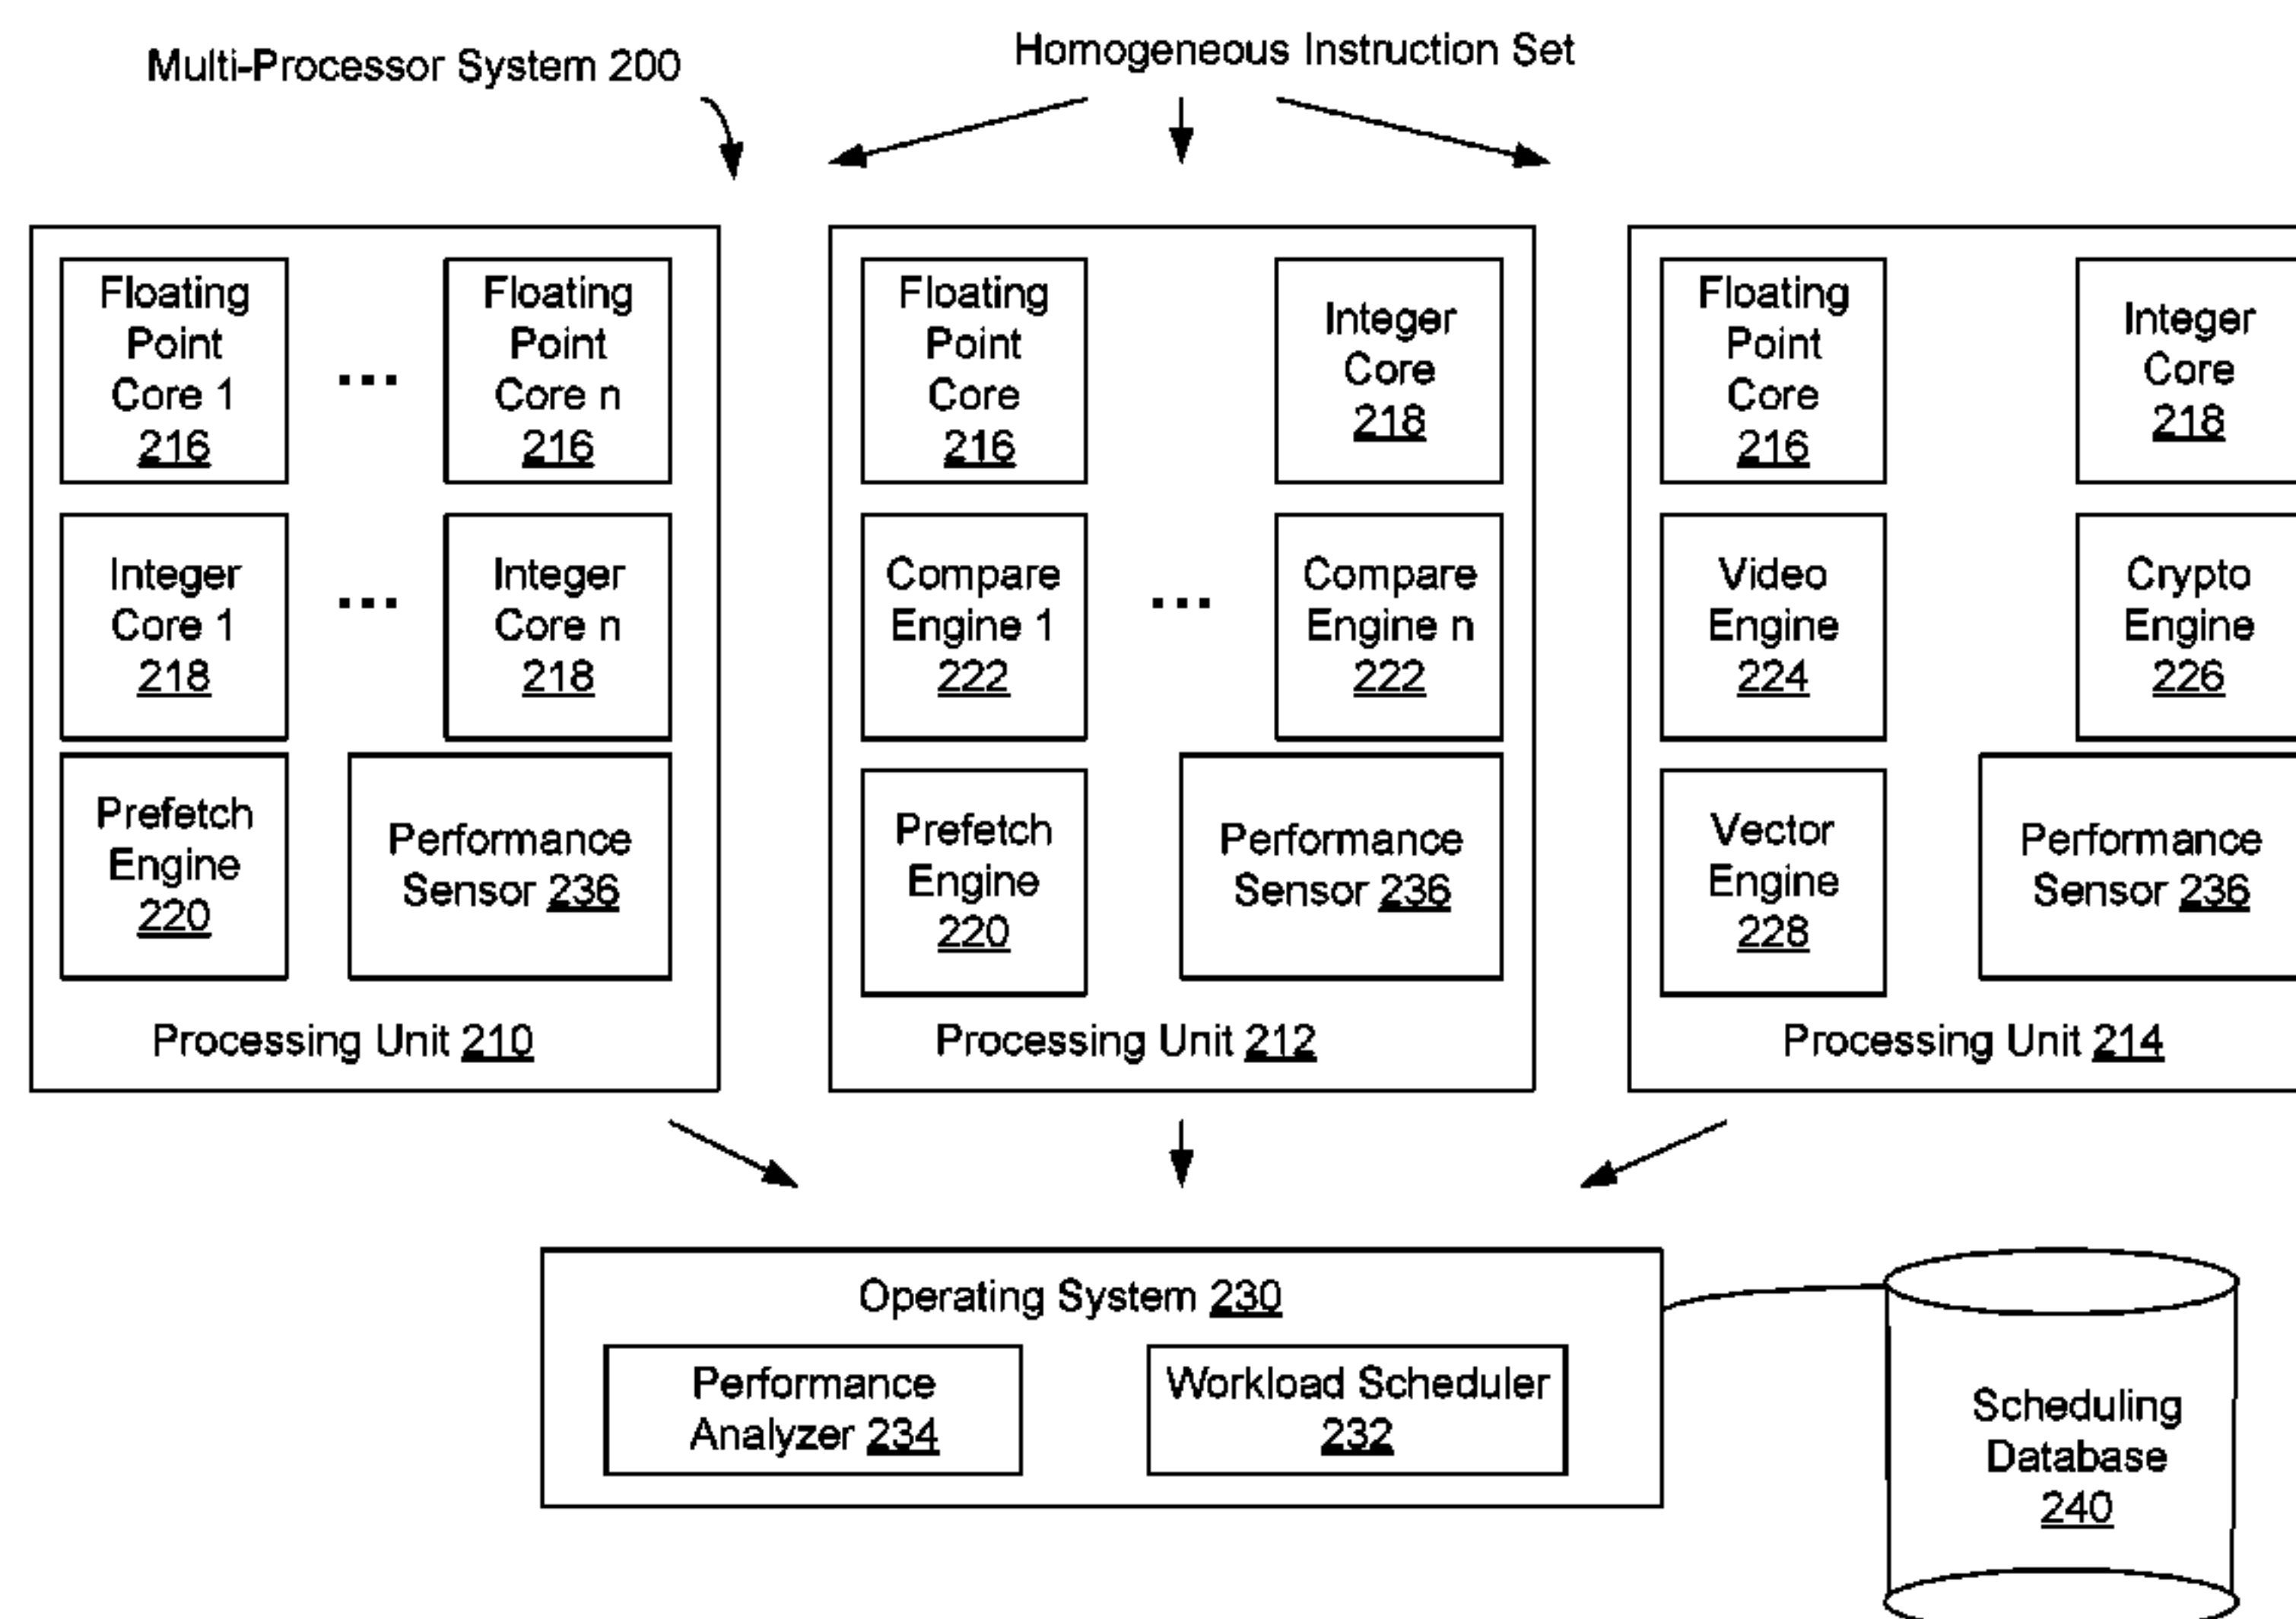 Multi-Processor System 200
Homogeneous Instruction Set
Floating
Point
Core 1
216
...
Floating
Point
Core n
216
Integer
Core 1
218
...
Integer
Core n
218
Prefetch
Engine
220
Performance
Sensor 236
Processing Unit 210
Floating
Point
Core
216
Integer
Core
218
Compare
Engine 1
222
...
Compare
Engine n
222
Prefetch
Engine
220
Performance
Sensor 236
Processing Unit 212
Floating
Point
Core
216
Integer
Core
218
Video
Engine
224
Crypto
Engine
226
Vector
Engine
228
Performance
Sensor 236
Processing Unit 214
Operating System 230
Performance
Analyzer 234
Workload Scheduler
232
Scheduling
Database
240